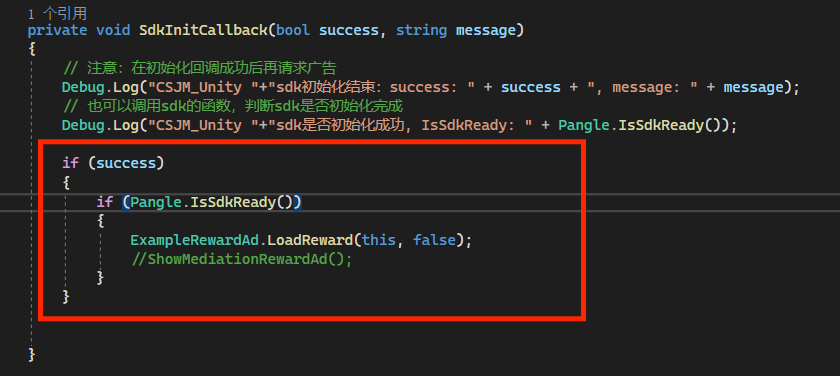 1 个引用
private void SdkInitCallback(bool success, string message)
{
// 注意：在初始化回调成功后再请求广告
Debug.Log("CSJM_Unity "+"sdk初始化结束：success: " + success + ", message: " + message);
// 也可以调用sdk的函数，判断sdk是否初始化完成
Debug.Log("CSJM_Unity "+"sdk是否初始化成功, IsSdkReady: " + Pangle.IsSdkReady());
if (success)
{
if (Pangle.IsSdkReady())
{
ExampleRewardAd.LoadReward(this, false);
//ShowMediationRewardAd();
}
}
}